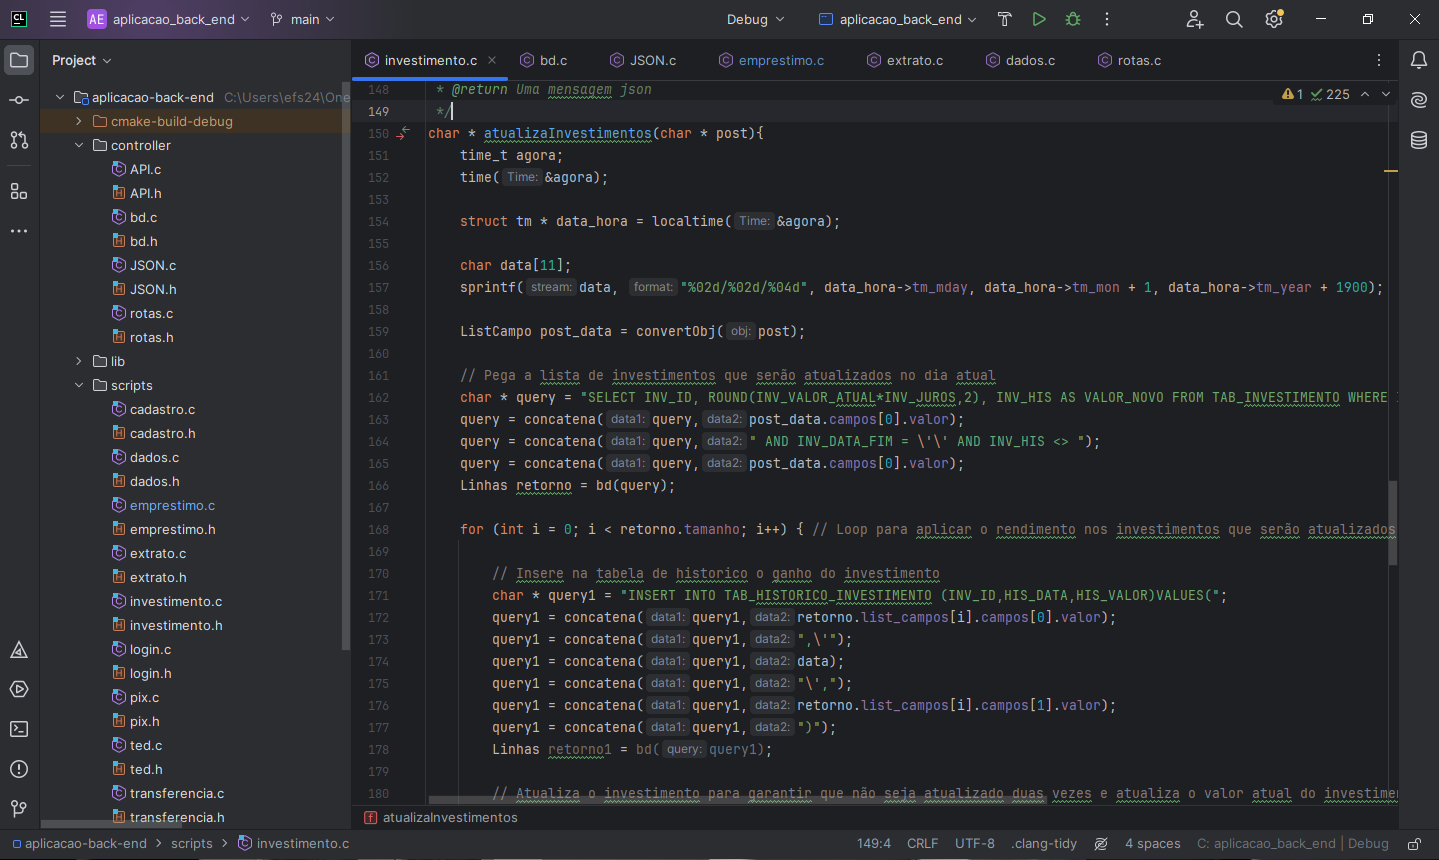 CL
AE aplicacao_back_end
main
Debug
aplicacao_back_end
Project
investimento.c
bd.c
JSON.c
emprestimo.c
extrato.c
dados.c
rotas.c
aplicacao-back-end C:\Users\efs24\One
cmake-build-debug
controller
API.c
API.h
bd.c
bd.h
JSON.c
JSON.h
rotas.c
rotas.h
lib
scripts
cadastro.c
cadastro.h
dados.c
dados.h
emprestimo.c
emprestimo.h
extrato.c
extrato.h
investimento.c
investimento.h
login.c
login.h
pix.c
pix.h
ted.c
ted.h
transferencia.c
transferencia.h
1 225
148 * @return Uma mensagem json
149 */
150 char * atualizaInvestimentos(char * post){
151 time_t agora;
152 time( Time: &agora);
153
154 struct tm * data_hora = localtime( Time: &agora);
155
156 char data[11];
157 sprintf( stream: data, format: "%02d/%02d/%04d", data_hora->tm_mday, data_hora->tm_mon + 1, data_hora->tm_year + 1900);
158
159 ListCampo post_data = convertObj( obj: post);
160
161 // Pega a lista de investimentos que serão atualizados no dia atual
162 char * query = "SELECT INV_ID, ROUND(INV_VALOR_ATUAL*INV_JUROS,2), INV_HIS AS VALOR_NOVO FROM TAB_INVESTIMENTO WHERE
163 query = concatena( data1: query, data2: post_data.campos[0].valor);
164 query = concatena( data1: query, data2: " AND INV_DATA_FIM = \'\' AND INV_HIS <> ");
165 query = concatena( data1: query, data2: post_data.campos[0].valor);
166 Linhas retorno = bd(query);
167
168 for (int i = 0; i < retorno.tamanho; i++) { // Loop para aplicar o rendimento nos investimentos que serão atualizados
169
170 // Insere na tabela de historico o ganho do investimento
171 char * query1 = "INSERT INTO TAB_HISTORICO_INVESTIMENTO (INV_ID,HIS_DATA,HIS_VALOR)VALUES(";
172 query1 = concatena( data1: query1, data2: retorno.list_campos[i].campos[0].valor);
173 query1 = concatena( data1: query1, data2: ",\'");
174 query1 = concatena( data1: query1, data2: data);
175 query1 = concatena( data1: query1, data2: "\',");
176 query1 = concatena( data1: query1, data2: retorno.list_campos[i].campos[1].valor);
177 query1 = concatena( data1: query1, data2: ")");
178 Linhas retorno1 = bd( query: query1);
179
180 // Atualiza o investimento para garantir que não seja atualizado duas vezes e atualiza o valor atual do investime
f atualizaInvestimentos
aplicacao-back-end > scripts > investimento.c
149:4 CRLF UTF-8 .clang-tidy 4 spaces C: aplicacao_back_end | Debug